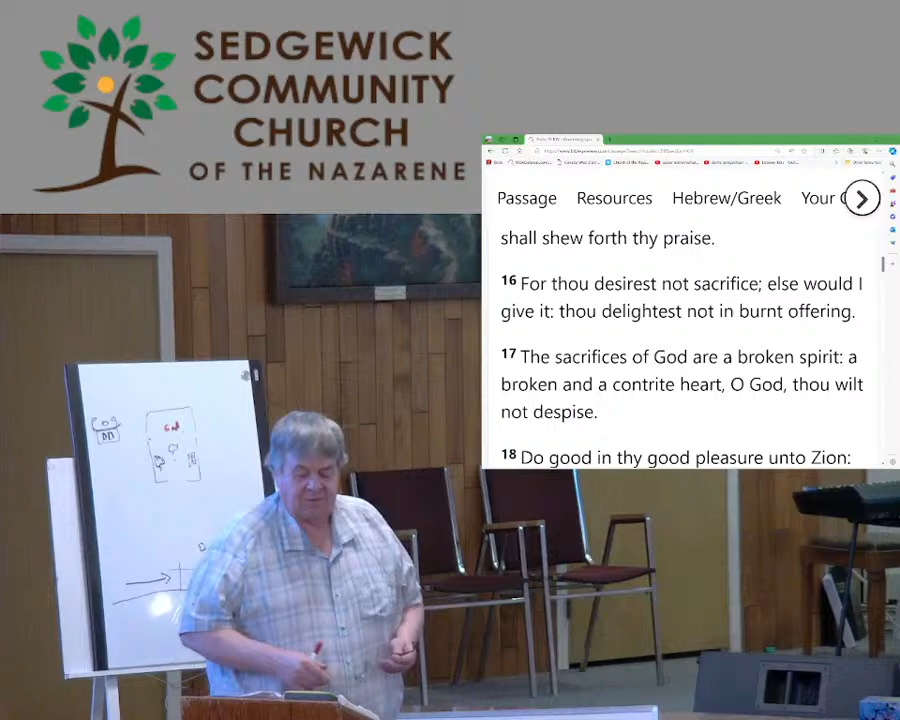 SEDGEWICK
COMMUNITY
CHURCH
OF THE NAZARENE
Passage Resources Hebrew/Greek Your
shall shew forth thy praise.
16 For thou desirest not sacrifice; else would I
give it: thou delightest not in burnt offering.
17 The sacrifices of God are a broken spirit: a
broken and a contrite heart, O God, thou wilt
not despise.
18 Do good in thy good pleasure unto Zion:
God